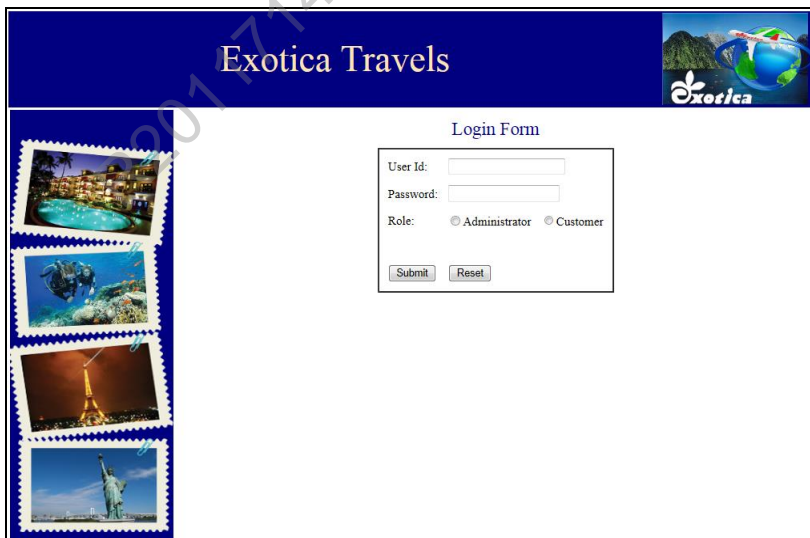 Exotica Travels
Exotica
Login Form
User Id:
Password:
Role: Administrator Customer
Submit Reset